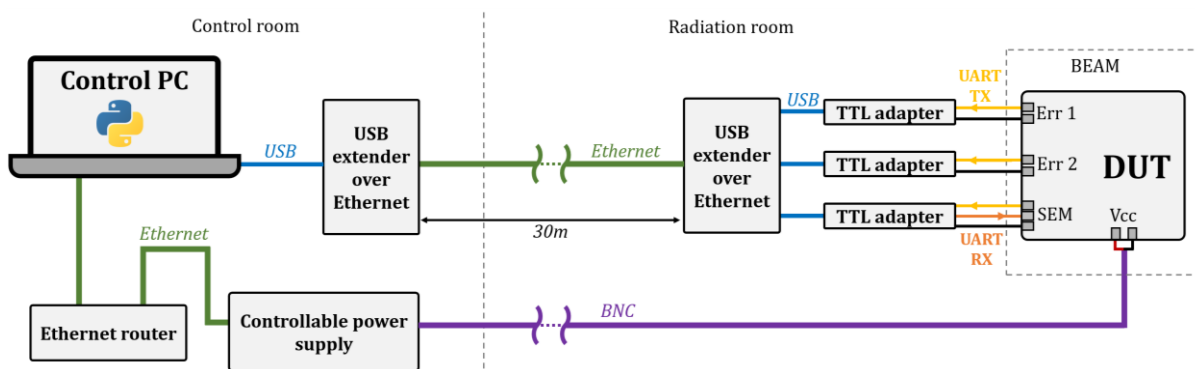 Control room
Radiation room
Control PC
USB
USB
extender
over
Ethernet
Ethernet
30m
USB
extender
over
Ethernet
USB
TTL adapter
TTL adapter
TTL adapter
UART
TX
UART
RX
BEAM
Err 1
Err 2
SEM
DUT
Vcc
Ethernet
Ethernet router
Controllable power
supply
BNC